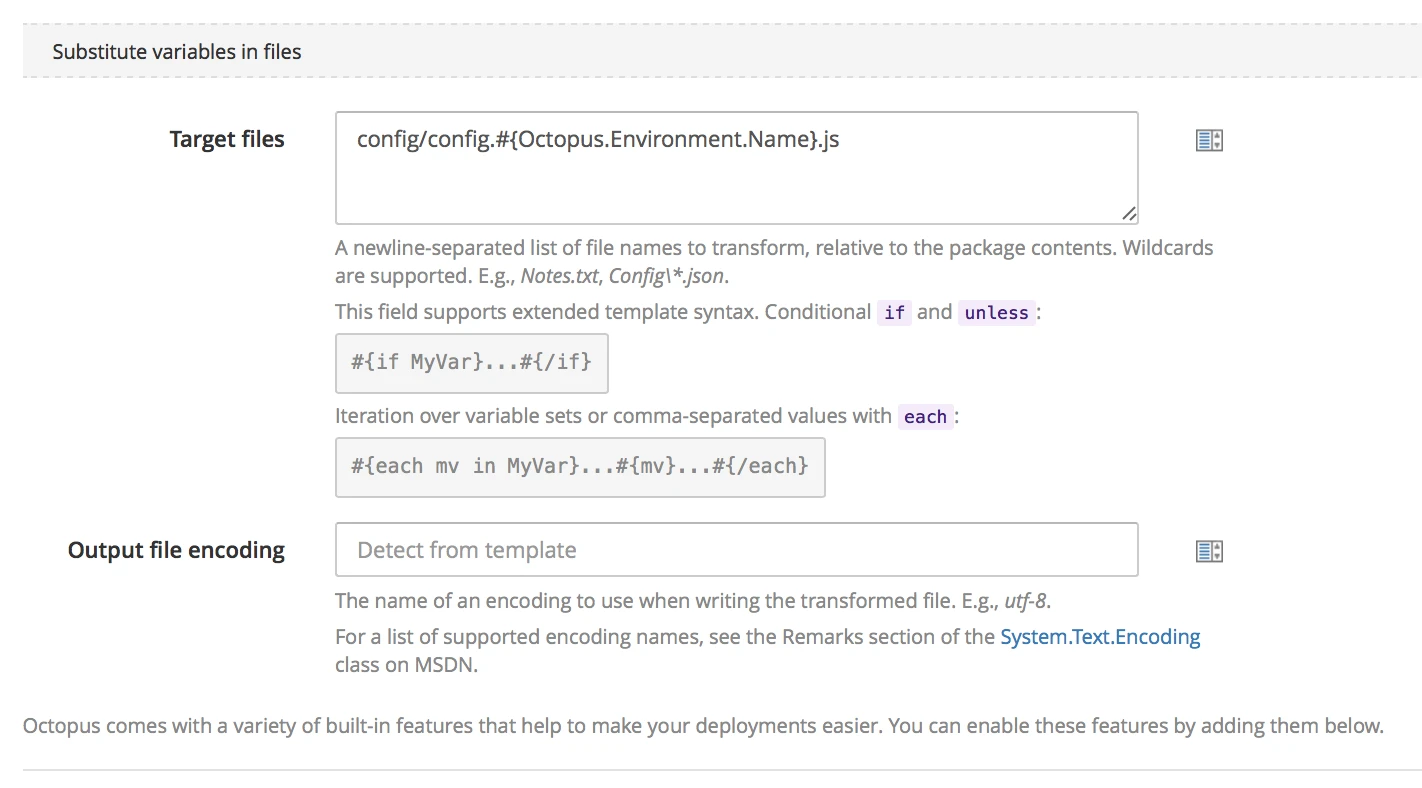 Substitute variables in files
Target files
config/config.#{Octopus.Environment.Name}.js
A newline-separated list of file names to transform, relative to the package contents. Wildcards
are supported. E.g., Notes.txt, Config\*.json.
This field supports extended template syntax. Conditional if and unless:
#{if MyVar}...#{/if}
Iteration over variable sets or comma-separated values with each:
#{each mv in MyVar}...#{mv}...#{/each}
Output file encoding
Detect from template
The name of an encoding to use when writing the transformed file. E.g., utf-8.
For a list of supported encoding names, see the Remarks section of the System.Text.Encoding
class on MSDN.
Octopus comes with a variety of built-in features that help to make your deployments easier. You can enable these features by adding them below.